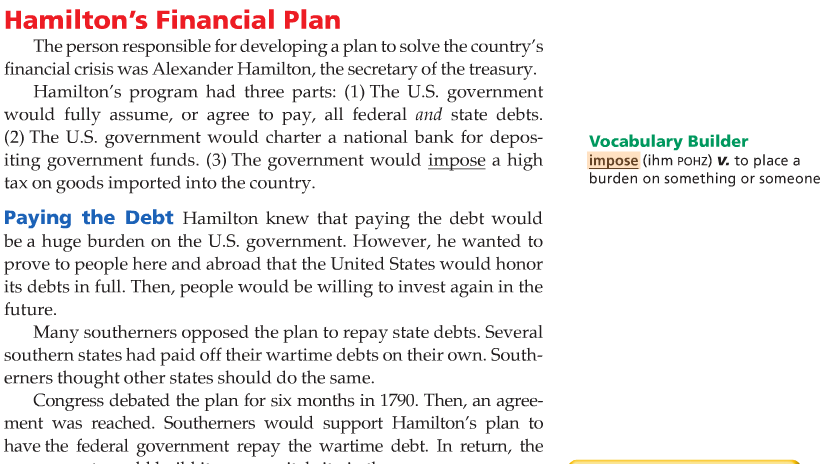 Hamilton's Financial Plan
The person responsible for developing a plan to solve the country's
financial crisis was Alexander Hamilton, the secretary of the treasury.
Hamilton's program had three parts: (1) The U.S. government
would fully assume, or agree to pay, all federal and state debts.
(2) The U.S. government would charter a national bank for depos-
iting government funds. (3) The government would impose a high
tax on goods imported into the country.
Vocabulary Builder
impose (ihm POHZ) v. to place a
burden on something or someone
Paying the Debt Hamilton knew that paying the debt would
be a huge burden on the U.S. government. However, he wanted to
prove to people here and abroad that the United States would honor
its debts in full. Then, people would be willing to invest again in the
future.
Many southerners opposed the plan to repay state debts. Several
southern states had paid off their wartime debts on their own. South-
erners thought other states should do the same.
Congress debated the plan for six months in 1790. Then, an agree-
ment was reached. Southerners would support Hamilton's plan to
have the federal government repay the wartime debt. In return, the